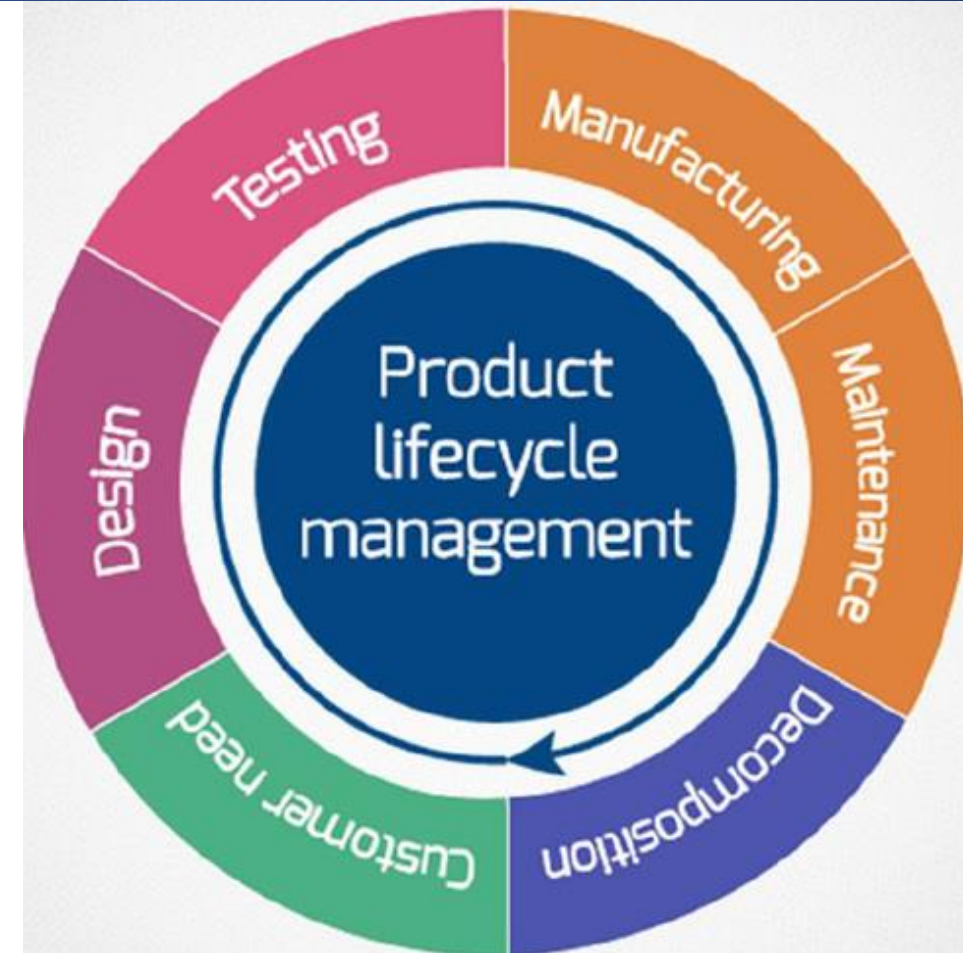 Product
lifecycle
management
Testing
Manufacturing
Maintenance
Decomposition
Customer need
Design